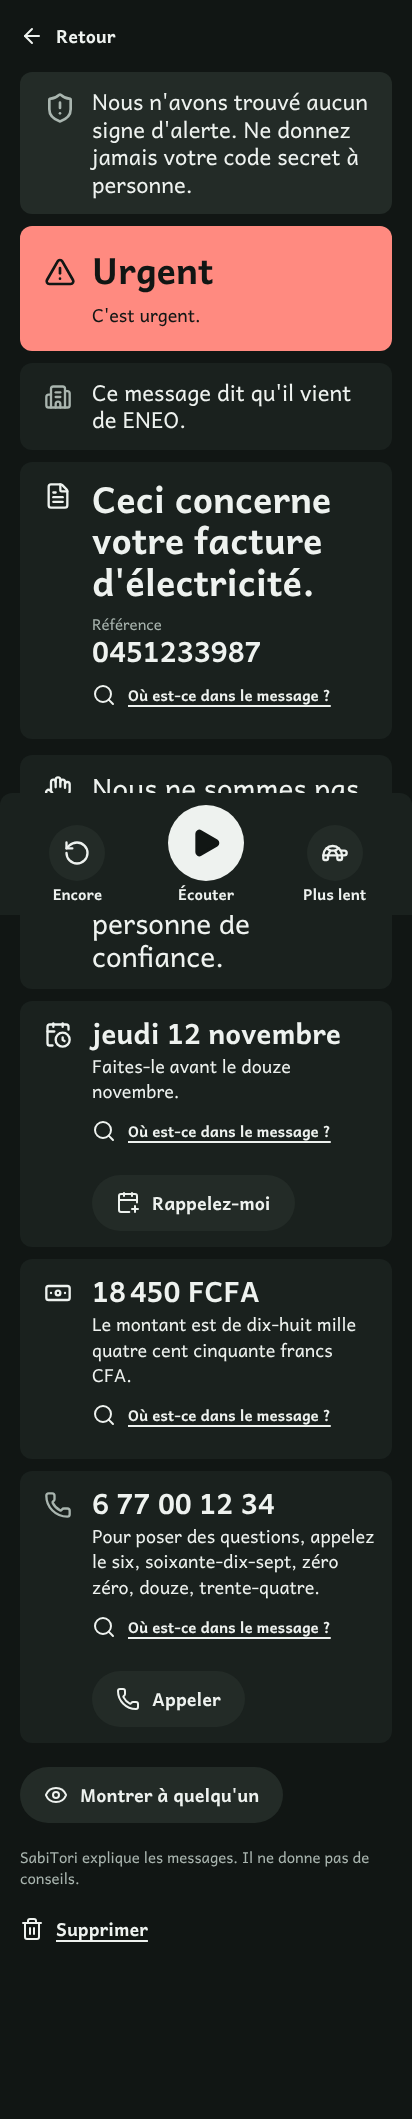 Retour
Nous n'avons trouvé aucun
signe d'alerte. Ne donnez
jamais votre code secret à
personne.
Urgent
C'est urgent.
Ce message dit qu'il vient
de ENEO.
Ceci concerne
votre facture
d'électricité.
Référence
0451233987
Où est-ce dans le message ?
Nous ne sommes pas
Encore
Écouter
Plus lent
personne de
confiance.
jeudi 12 novembre
Faites-le avant le douze
novembre.
Où est-ce dans le message ?
Rappelez-moi
18 450 FCFA
Le montant est de dix-huit mille
quatre cent cinquante francs
CFA.
Où est-ce dans le message ?
6 77 00 12 34
Pour poser des questions, appelez
le six, soixante-dix-sept, zéro
zéro, douze, trente-quatre.
Où est-ce dans le message ?
Appeler
Montrer à quelqu'un
SabiTori explique les messages. Il ne donne pas de
conseils.
Supprimer